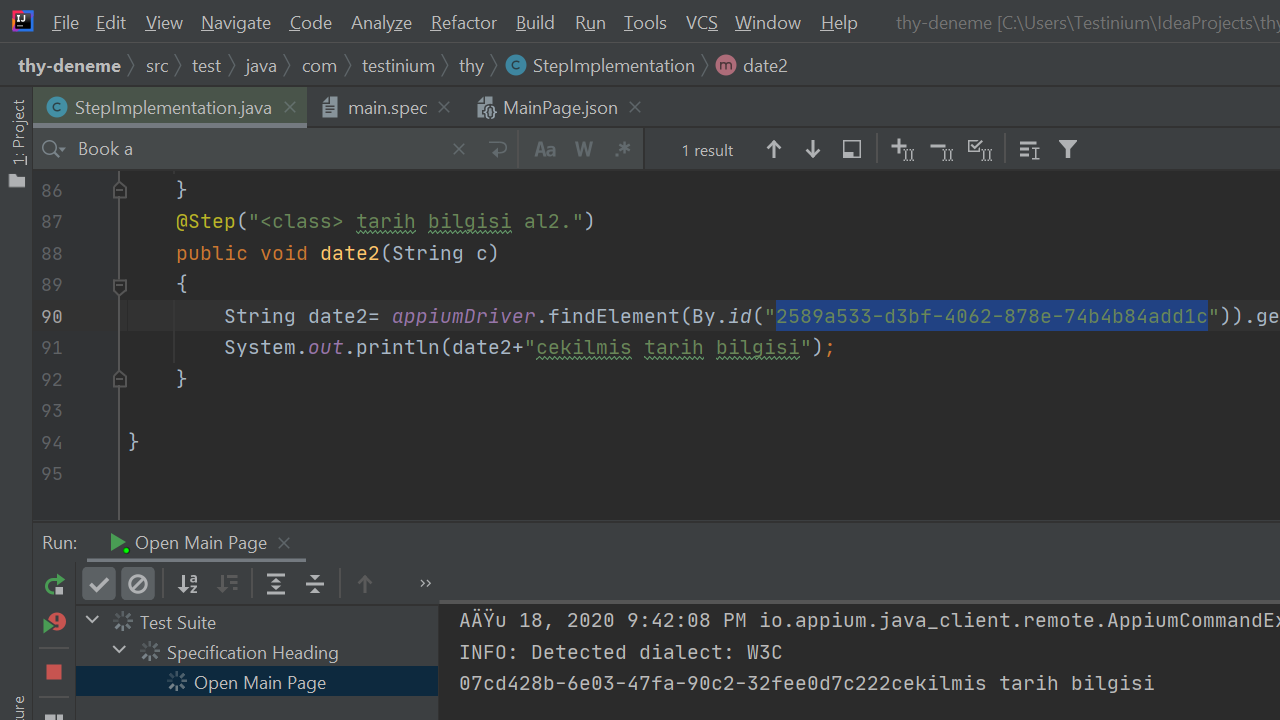 File Edit View Navigate Code Analyze Refactor Build Run Tools VCS Window Help thy-deneme [C:\Users\Testinium\IdeaProjects\thy
thy-deneme src test java com testinium thy StepImplementation date2
StepImplementation.java main.spec MainPage.json
1: Project
Book a Aa W .* 1 result
86 }
87 @Step("<class> tarih bilgisi al2.")
88 public void date2(String c)
89 {
90 String date2= appiumDriver.findElement(By.id("2589a533-d3bf-4062-878e-74b4b84add1c")).ge
91 System.out.println(date2+"cekilmis tarih bilgisi");
92 }
93
94 }
95
Run: Open Main Page
Test Suite
Specification Heading
Open Main Page
AÄŸu 18, 2020 9:42:08 PM io.appium.java_client.remote.AppiumCommandEx
INFO: Detected dialect: W3C
07cd428b-6e03-47fa-90c2-32fee0d7c222cekilmis tarih bilgisi